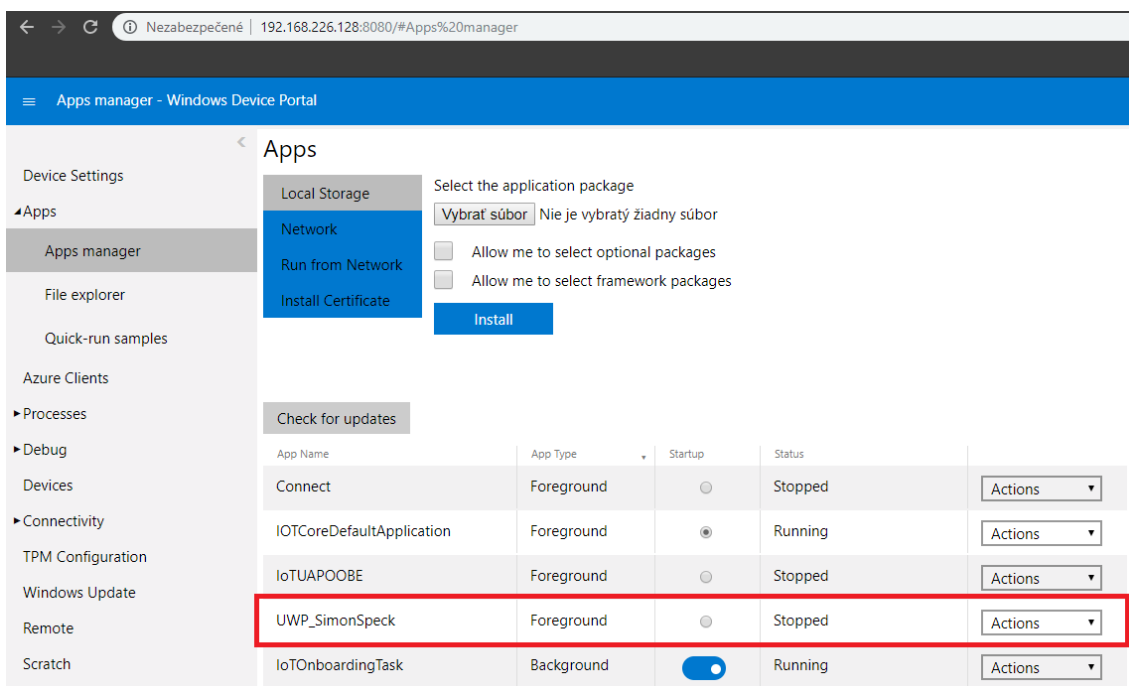 Nezabezpečené | 192.168.226.128:8080/#Apps%20manager
Apps manager - Windows Device Portal
Device Settings
Apps
Apps manager
File explorer
Quick-run samples
Azure Clients
Processes
Debug
Devices
Connectivity
TPM Configuration
Windows Update
Remote
Scratch
Apps
Local Storage
Network
Run from Network
Install Certificate
Select the application package
Vybrať súbor Nie je vybratý žiadny súbor
Allow me to select optional packages
Allow me to select framework packages
Install
Check for updates
App Name App Type Startup Status
Connect Foreground Stopped Actions
IOTCoreDefaultApplication Foreground Running Actions
IoTUAPOOBE Foreground Stopped Actions
UWP_SimonSpeck Foreground Stopped Actions
IoTOnboardingTask Background Running Actions